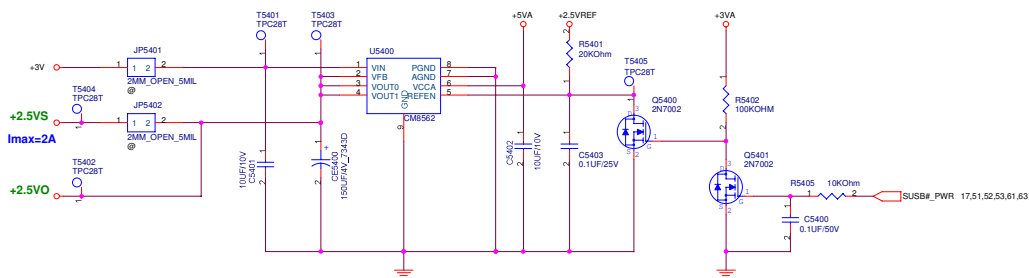 T5401
TPC28T
T5403
TPC28T
+5VA
+2.5VREF
+3VA
JP5401
+3V
1
2
2MM_OPEN_5MIL
@
U5400
1 VIN
2 VFB
3 VOUT0
4 VOUT1
PGND 8
AGND 7
VCCA 6
REFEN 5
GND
9
CM8562
R5401
20KOhm
T5405
TPC28T
T5404
TPC28T
+2.5VS
Imax=2A
JP5402
1
2
2MM_OPEN_5MIL
@
Q5400
2N7002
R5402
100KOHM
T5402
TPC28T
+2.5VO
10UF/10V
C5401
CE5400
150UF/4V_7343D
C5402
10UF/10V
C5403
0.1UF/25V
Q5401
2N7002
R5405
10KOhm
1
2
SUSB#_PWR 17,51,52,53,61,63
C5400
0.1UF/50V